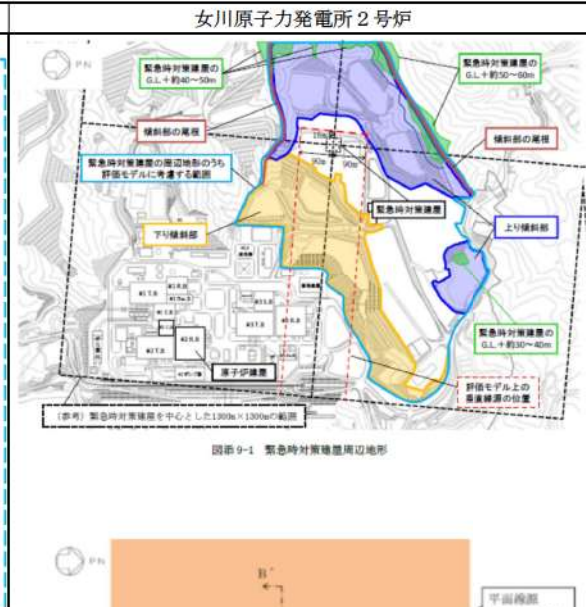 女川原子力発電所２号炉
PN
緊急時対策建屋の
G.L＋約40～50m
緊急時対策建屋の
G.L＋約50～60m
傾斜部の尾根
傾斜部の尾根
緊急時対策建屋の周辺地形のうち
評価モデルに考慮する範囲
90m
90m
緊急時対策建屋
下り傾斜部
上り傾斜部
緊急時対策建屋の
G.L＋約30～40m
原子炉建屋
評価モデル上の
垂直線源の位置
（参考）緊急時対策建屋を中心とした1300m×1300mの範囲
図添 9-1 緊急時対策建屋周辺地形
PN
B'
平面線源